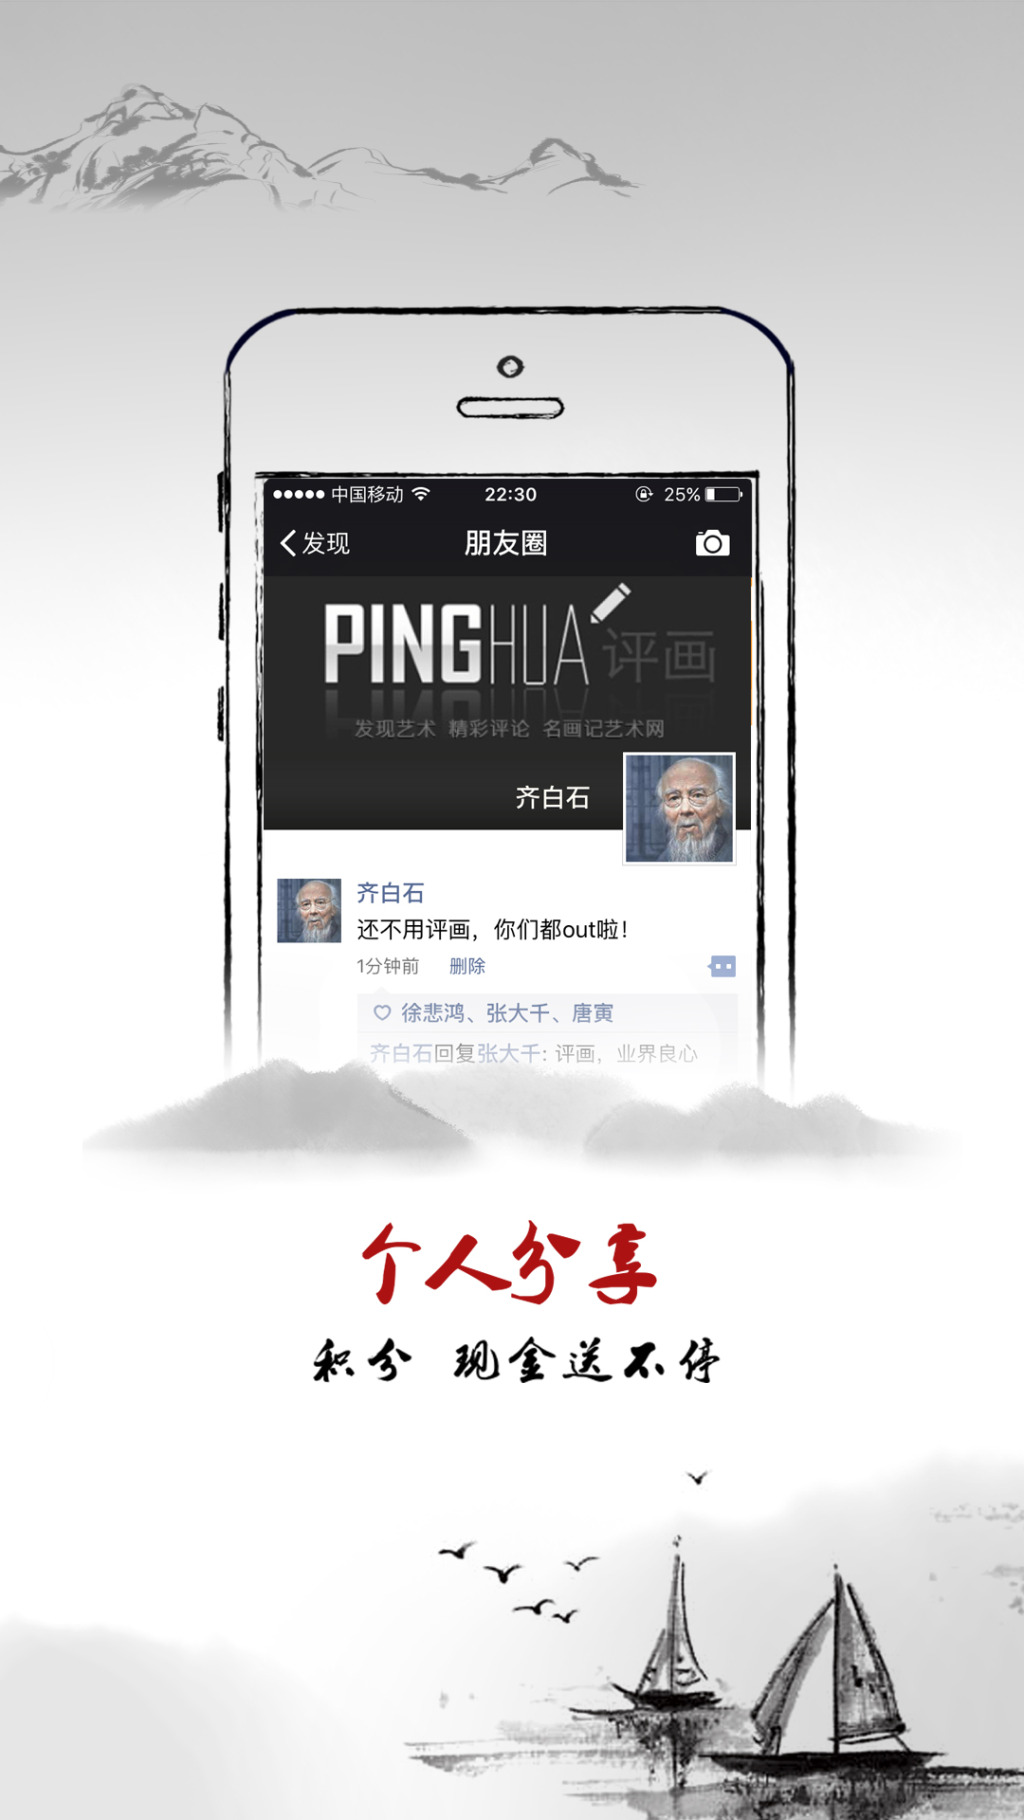 中国移动 22:30 25%
发现 朋友圈
PINGHUA 评画
发现艺术 精彩评论 名画记艺术网
齐白石
齐白石
还不用评画，你们都out啦！
1分钟前 删除
徐悲鸿、张大千、唐寅
齐白石回复张大千: 评画，业界良心
个人分享
积分 现金送不停